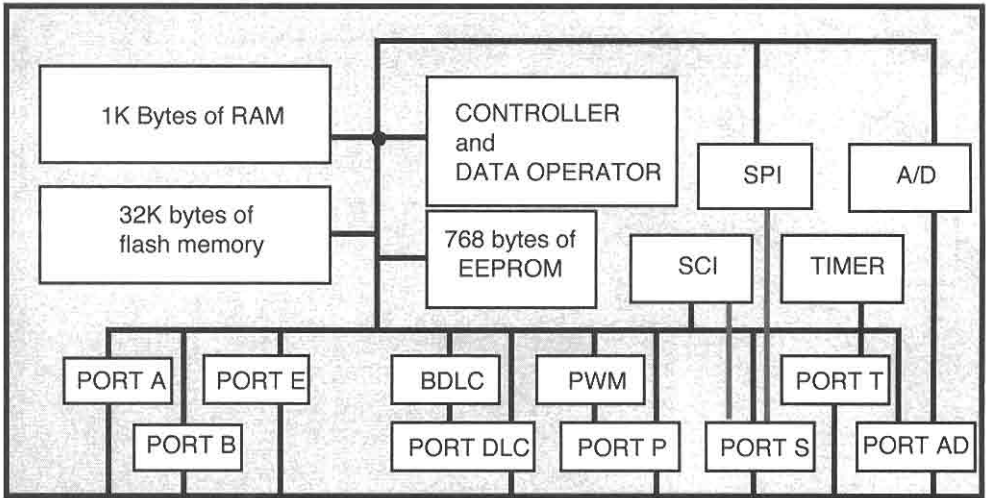 1K Bytes of RAM
CONTROLLER
and
DATA OPERATOR
SPI
A/D
32K bytes of
flash memory
768 bytes of
EEPROM
SCI
TIMER
PORT A
PORT E
BDLC
PWM
PORT T
PORT B
PORT DLC
PORT P
PORT S
PORT AD